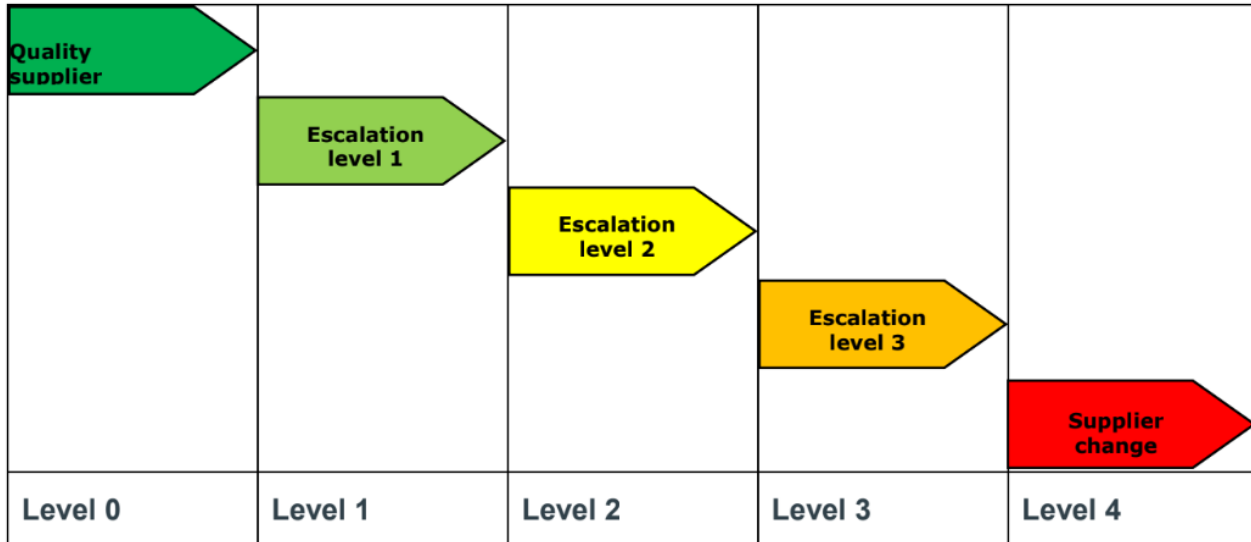 Quality
supplier
Escalation
level 1
Escalation
level 2
Escalation
level 3
Supplier
change
Level 0
Level 1
Level 2
Level 3
Level 4